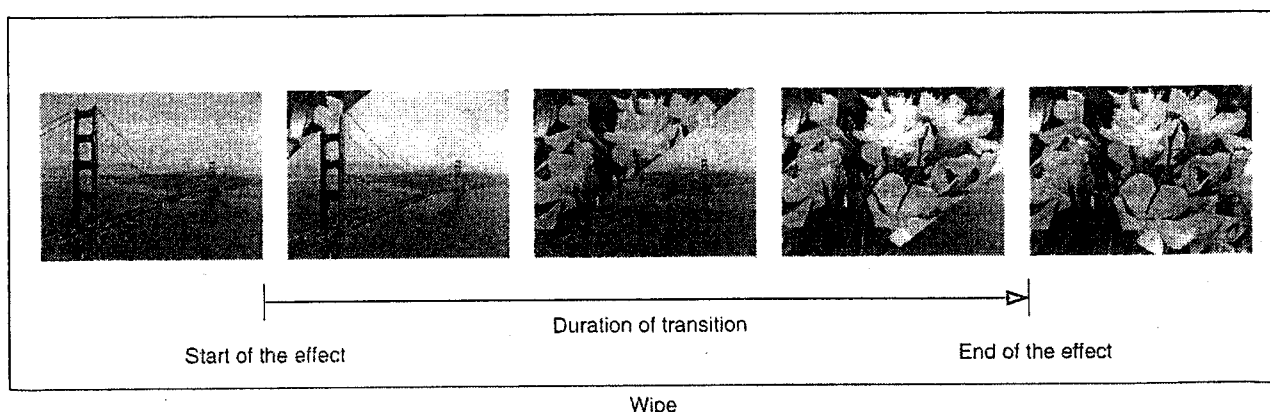 Duration of transition
Start of the effect
End of the effect
Wipe